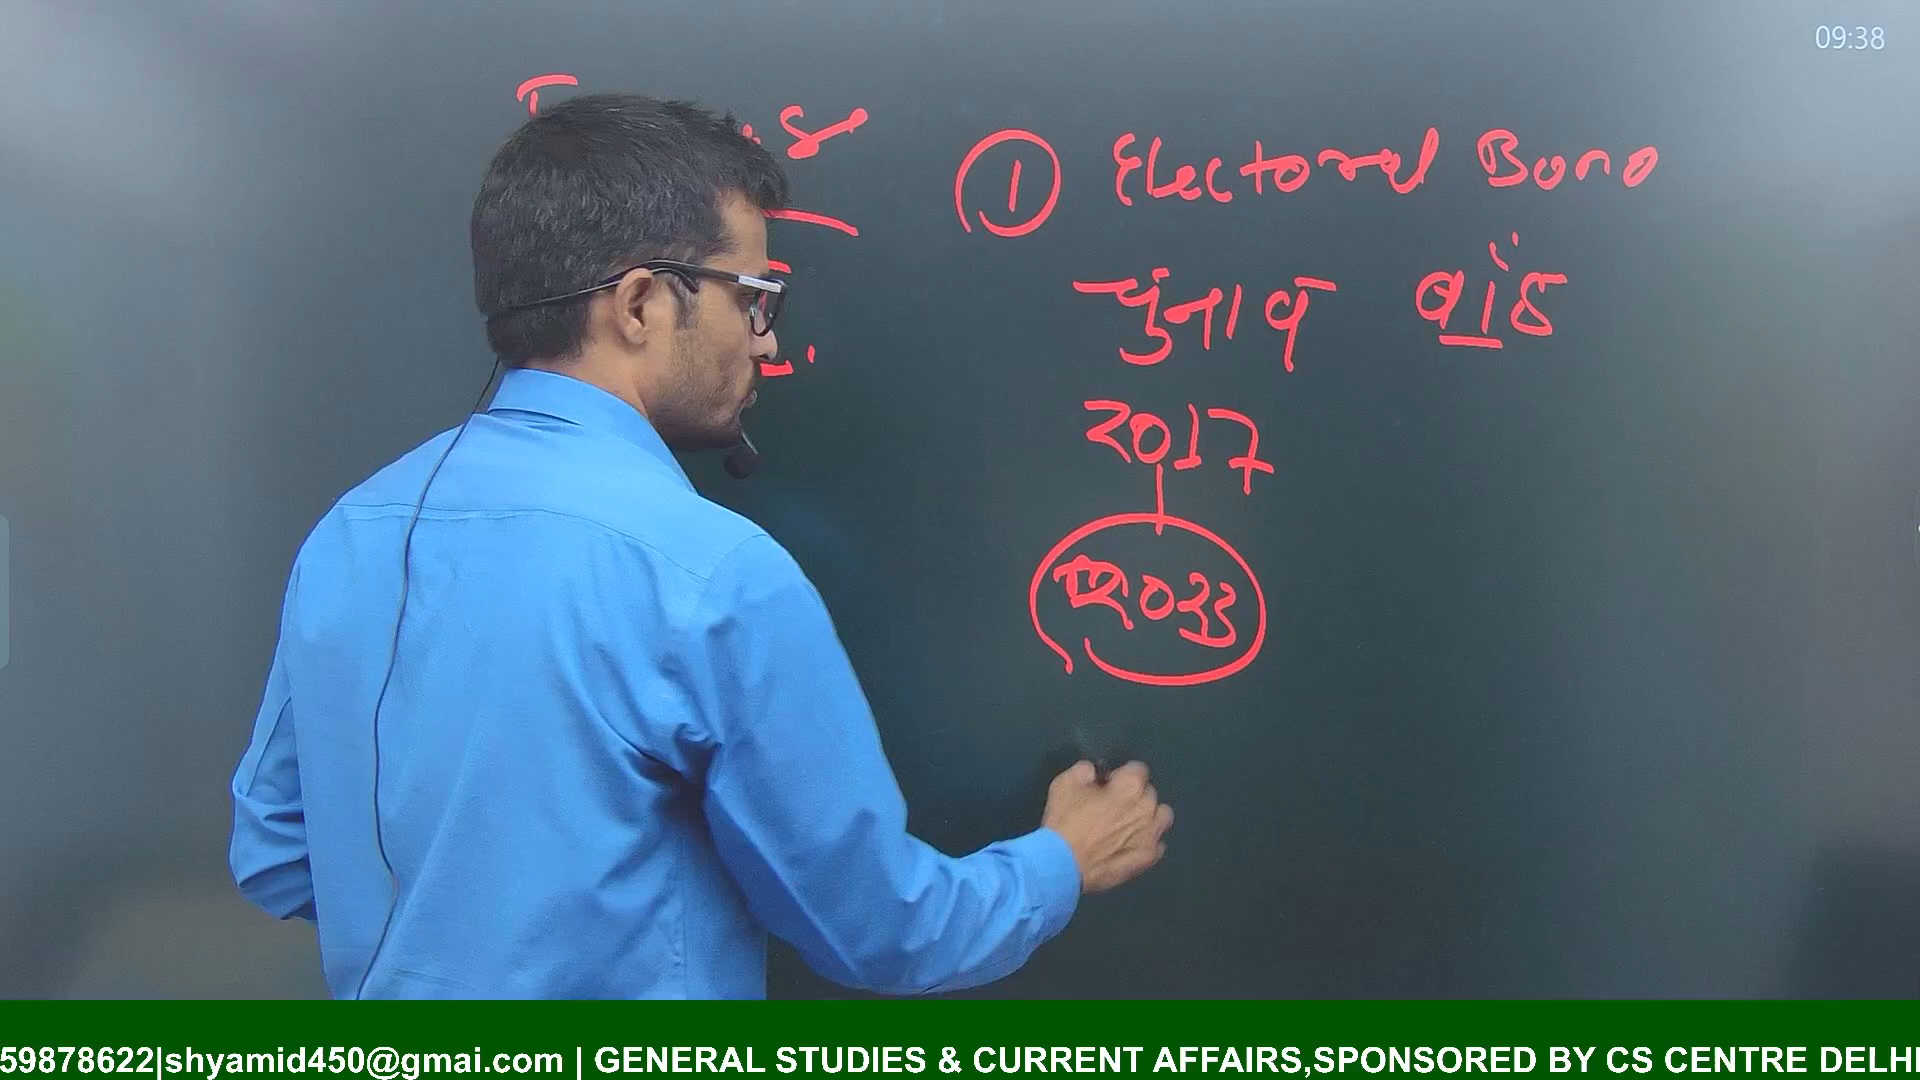 09:38
① Electoral Bond
चुनाव बांड
2017
2023
59878622|shyamid450@gmai.com | GENERAL STUDIES & CURRENT AFFAIRS,SPONSORED BY CS CENTRE DELHI